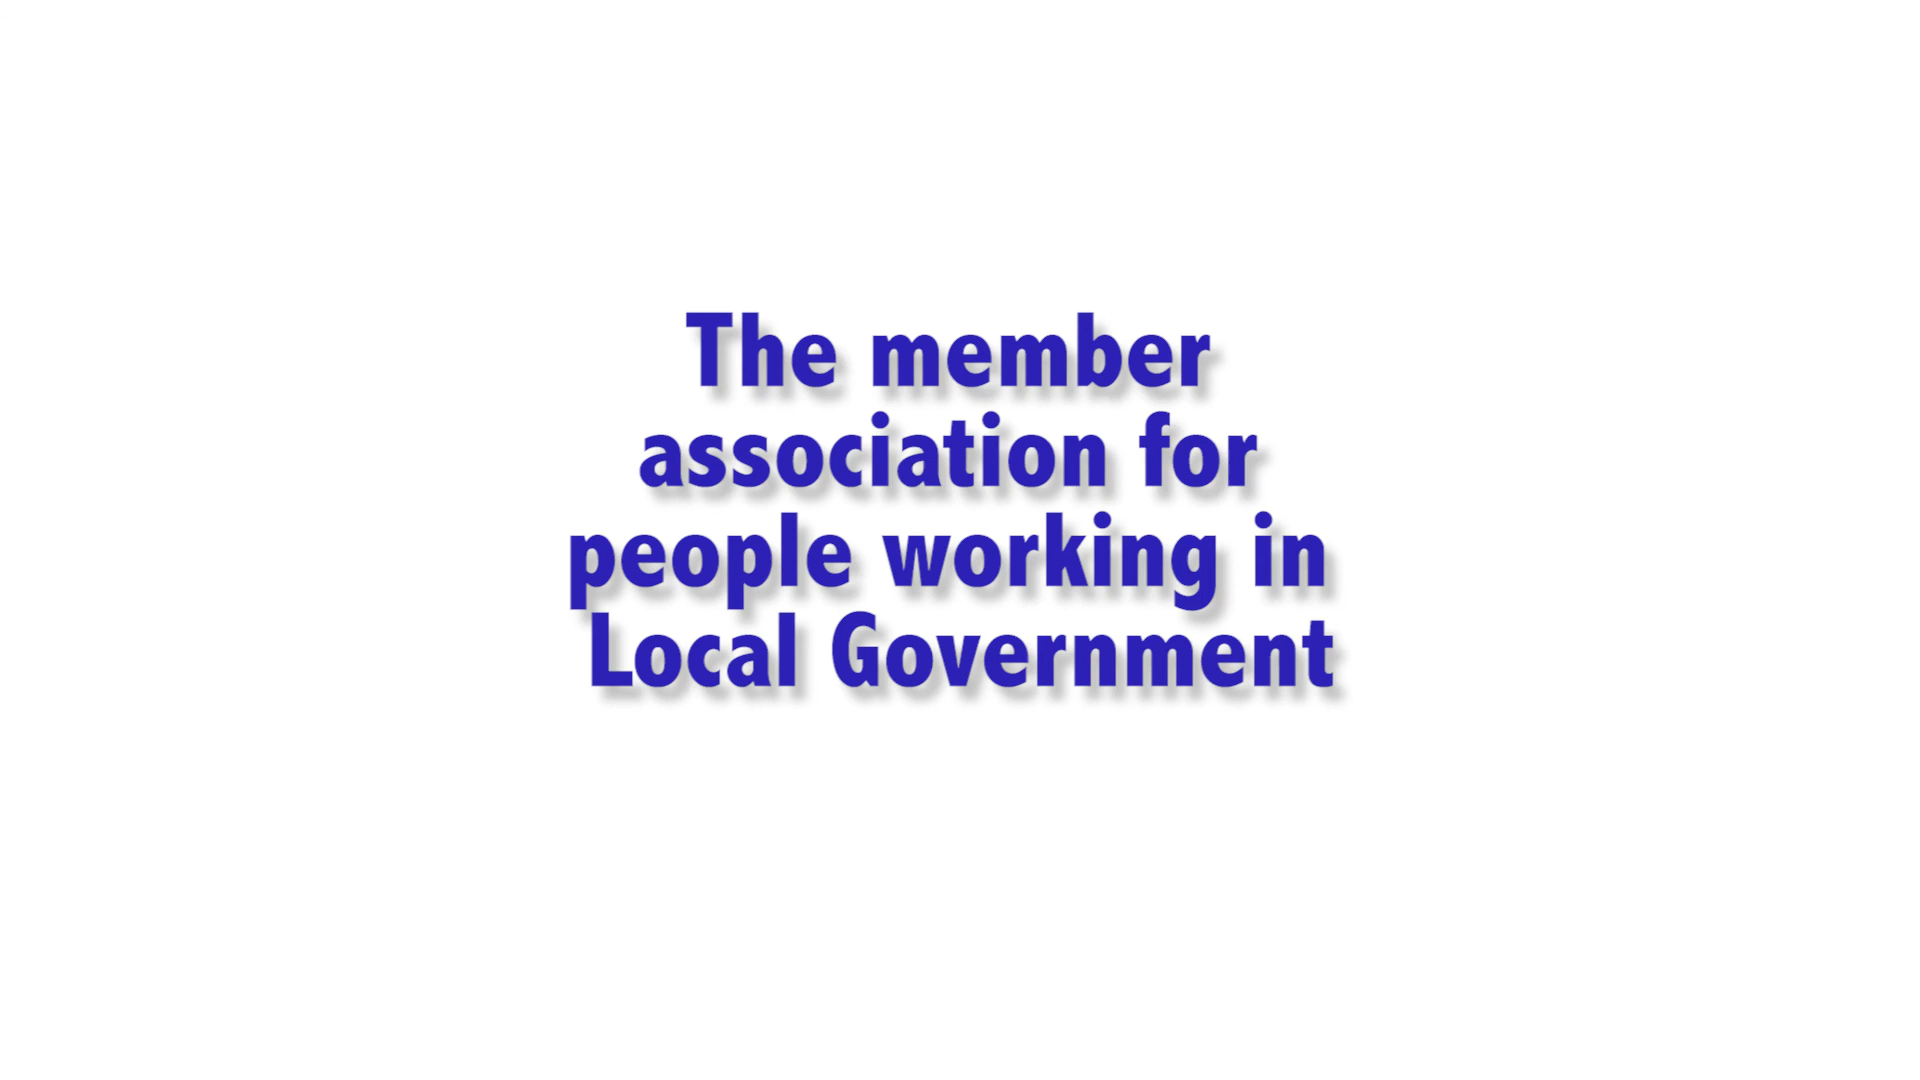 The member
association for
people working in
Local Government